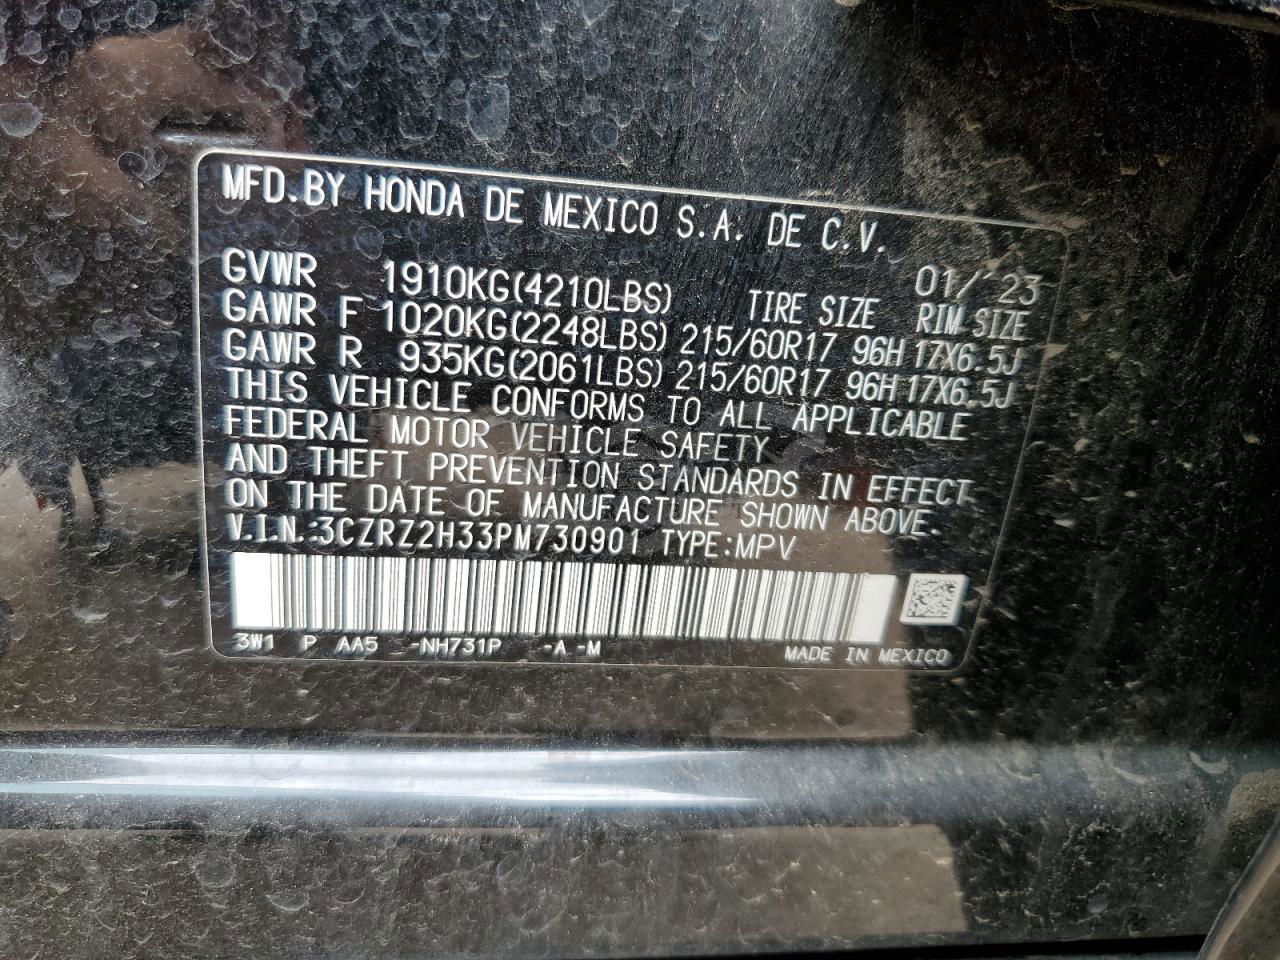 MFD. BY HONDA DE MEXICO S.A. DE C.V.
01/ 23
GVWR 1910KG(4210LBS) TIRE SIZE RIM SIZE
GAWR F 1020KG(2248LBS) 215/60R17 96H 17X6.5J
GAWR R 935KG(2061LBS) 215/60R17 96H 17X6.5J
THIS VEHICLE CONFORMS TO ALL APPLICABLE
FEDERAL MOTOR VEHICLE SAFETY
AND THEFT PREVENTION STANDARDS IN EFFECT
ON THE DATE OF MANUFACTURE SHOWN ABOVE.
V.I.N.:3CZRZ2H33PM730901 TYPE:MPV
3W1 P AA5 -NH731P -A -M MADE IN MEXICO